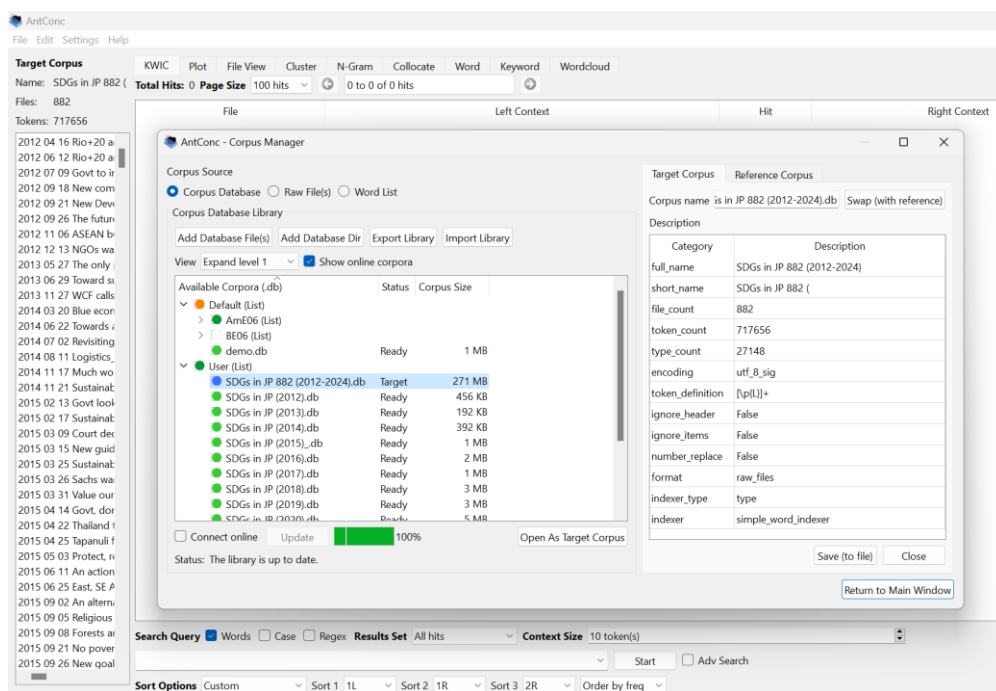 AntConc
File Edit Settings Help
Target Corpus
Name: SDGs in JP 882 (
Files: 882
Tokens: 717656
2012 04 16 Rio+20 a
2012 06 12 Rio+20 a
2012 07 09 Govt to in
2012 09 18 New com
2012 09 21 New Dev
2012 09 26 The futur
2012 11 06 ASEAN b
2012 12 13 NGOs wa
2013 05 27 The only
2013 06 29 Toward su
2013 11 27 WCF calls
2014 03 20 Blue econ
2014 06 22 Towards a
2014 07 02 Revisiting
2014 08 11 Logistics_
2014 11 17 Much wo
2014 11 21 Sustainab
2015 02 13 Govt look
2015 02 17 Sustainab
2015 03 09 Court dec
2015 03 15 New guid
2015 03 25 Sustainab
2015 03 26 Sachs wa
2015 03 31 Value our
2015 04 14 Govt, dor
2015 04 22 Thailand t
2015 04 25 Tapanuli f
2015 05 03 Protect, r
2015 06 11 An action
2015 06 25 East, SE A
2015 09 02 An altern
2015 09 05 Religious
2015 09 08 Forests a
2015 09 21 No pover
2015 09 26 New goal
KWIC Plot File View Cluster N-Gram Collocate Word Keyword Wordcloud
Total Hits: 0 Page Size 100 hits 0 to 0 of 0 hits
File Left Context Hit Right Context
AntConc - Corpus Manager
Corpus Source
Corpus Database Raw File(s) Word List
Corpus Database Library
Add Database File(s) Add Database Dir Export Library Import Library
View Expand level 1 Show online corpora
Available Corpora (.db) Status Corpus Size
Default (List)
AmE06 (List)
BE06 (List)
demo.db Ready 1 MB
User (List)
SDGs in JP 882 (2012-2024).db Target 271 MB
SDGs in JP (2012).db Ready 456 KB
SDGs in JP (2013).db Ready 192 KB
SDGs in JP (2014).db Ready 392 KB
SDGs in JP (2015)_.db Ready 1 MB
SDGs in JP (2016).db Ready 2 MB
SDGs in JP (2017).db Ready 1 MB
SDGs in JP (2018).db Ready 3 MB
SDGs in JP (2019).db Ready 3 MB
SDGs in JP (2020).db Ready 5 MB
Connect online Update 100% Open As Target Corpus
Status: The library is up to date.
Target Corpus Reference Corpus
Corpus name is in JP 882 (2012-2024).db Swap (with reference)
Description
Category Description
full_name SDGs in JP 882 (2012-2024)
short_name SDGs in JP 882 (
file_count 882
token_count 717656
type_count 27148
encoding utf_8_sig
token_definition [\p{L}]+
ignore_header False
ignore_items False
number_replace False
format raw_files
indexer_type type
indexer simple_word_indexer
Save (to file) Close
Return to Main Window
Search Query Words Case Regex Results Set All hits Context Size 10 token(s)
Start Adv Search
Sort Options Custom Sort 1 1L Sort 2 1R Sort 3 2R Order by freq